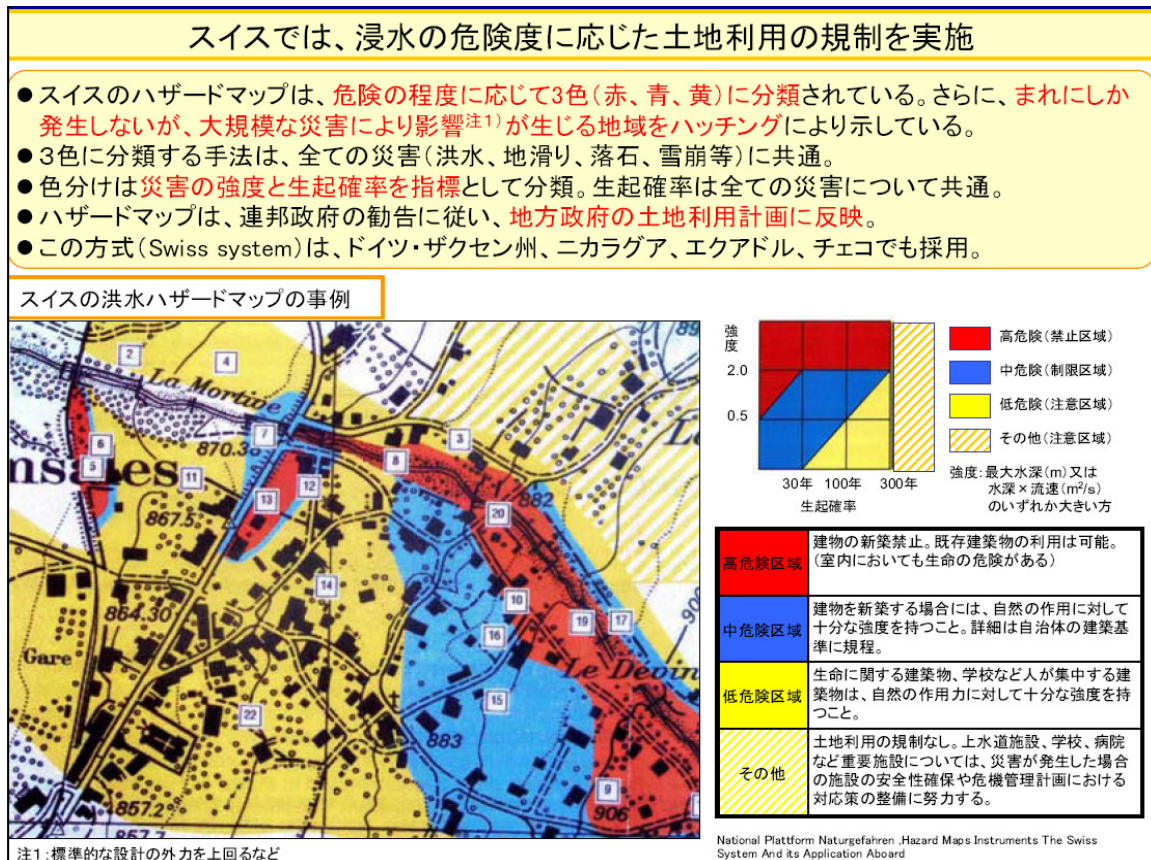 スイスでは、浸水の危険度に応じた土地利用の規制を実施
●スイスのハザードマップは、危険の程度に応じて3色(赤、青、黄)に分類されている。さらに、まれにしか
発生しないが、大規模な災害により影響注1)が生じる地域をハッチングにより示している。
●３色に分類する手法は、全ての災害(洪水、地滑り、落石、雪崩等)に共通。
●色分けは災害の強度と生起確率を指標として分類。生起確率は全ての災害について共通。
●ハザードマップは、連邦政府の勧告に従い、地方政府の土地利用計画に反映。
●この方式(Swiss system)は、ドイツ・ザクセン州、ニカラグア、エクアドル、チェコでも採用。
スイスの洪水ハザードマップの事例
2
4
La Mortive
7
870.38
3
6
5
nsales
11
8
882
13
12
867.5
20
14
864.30
10
19
17
16
Gare
Le Dévin
15
22
883
9
906
857.2
注1:標準的な設計の外力を上回るなど
強度
2.0
0.5
30年 100年 300年
生起確率
高危険(禁止区域)
中危険(制限区域)
低危険(注意区域)
その他(注意区域)
強度:最大水深(m)又は
水深×流速(m²/s)
のいずれか大きい方
高危険区域
建物の新築禁止。既存建築物の利用は可能。
(室内においても生命の危険がある)
中危険区域
建物を新築する場合には、自然の作用に対して
十分な強度を持つこと。詳細は自治体の建築基
準に規程。
低危険区域
生命に関する建築物、学校など人が集中する建
築物は、自然の作用力に対して十分な強度を持
つこと。
その他
土地利用の規制なし。上水道施設、学校、病院
など重要施設については、災害が発生した場合
の施設の安全性確保や危機管理計画における
対応策の整備に努力する。
National Plattform Naturgefahren ,Hazard Maps Instruments The Swiss
System And its Application Aboard